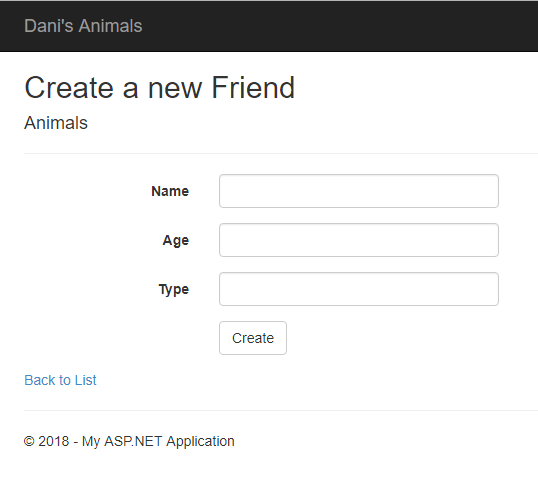 Dani's Animals
Create a new Friend
Animals
Name
Age
Type
Create
Back to List
© 2018 - My ASP.NET Application